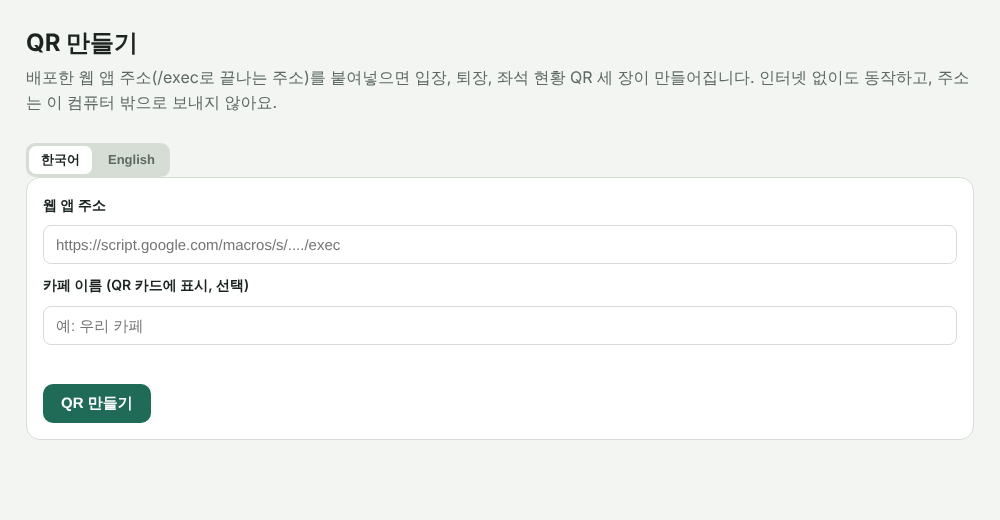 QR 만들기
배포한 웹 앱 주소(/exec로 끝나는 주소)를 붙여넣으면 입장, 퇴장, 좌석 현황 QR 세 장이 만들어집니다. 인터넷 없이도 동작하고, 주소
는 이 컴퓨터 밖으로 보내지 않아요.
한국어 English
웹 앱 주소
https://script.google.com/macros/s/..../exec
카페 이름 (QR 카드에 표시, 선택)
예: 우리 카페
QR 만들기